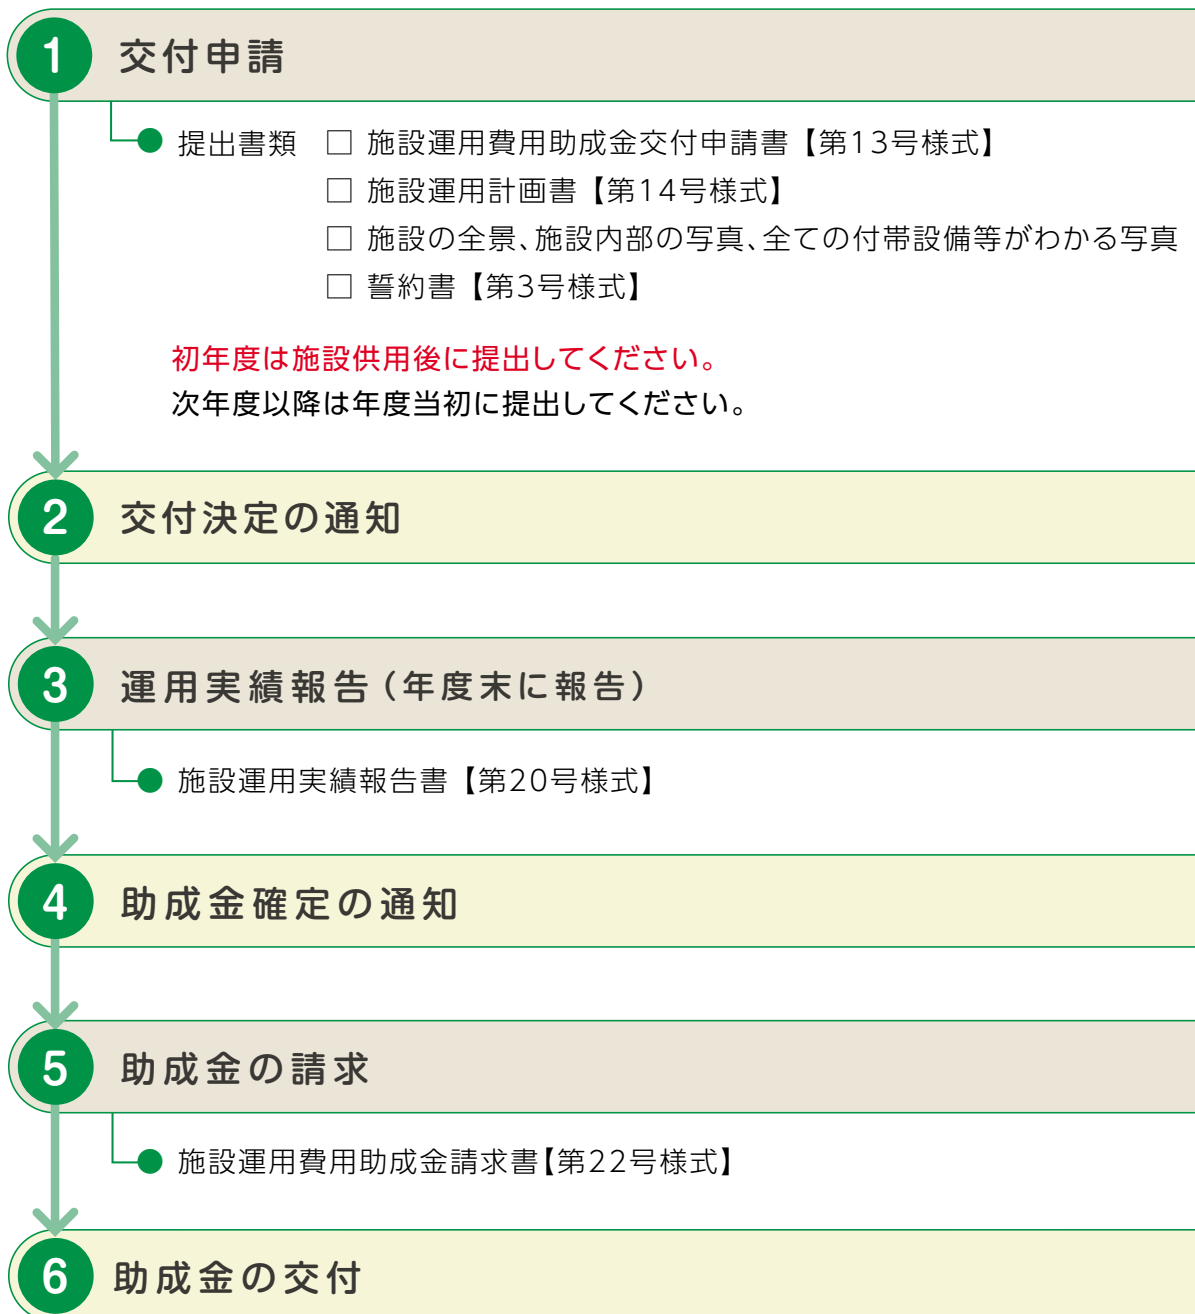 1 交付申請
提出書類 □ 施設運用費用助成金交付申請書【第13号様式】
□ 施設運用計画書【第14号様式】
□ 施設の全景、施設内部の写真、全ての付帯設備等がわかる写真
□ 誓約書【第3号様式】
初年度は施設供用後に提出してください。
次年度以降は年度当初に提出してください。
2 交付決定の通知
3 運用実績報告（年度末に報告）
施設運用実績報告書【第20号様式】
4 助成金確定の通知
5 助成金の請求
施設運用費用助成金請求書【第22号様式】
6 助成金の交付